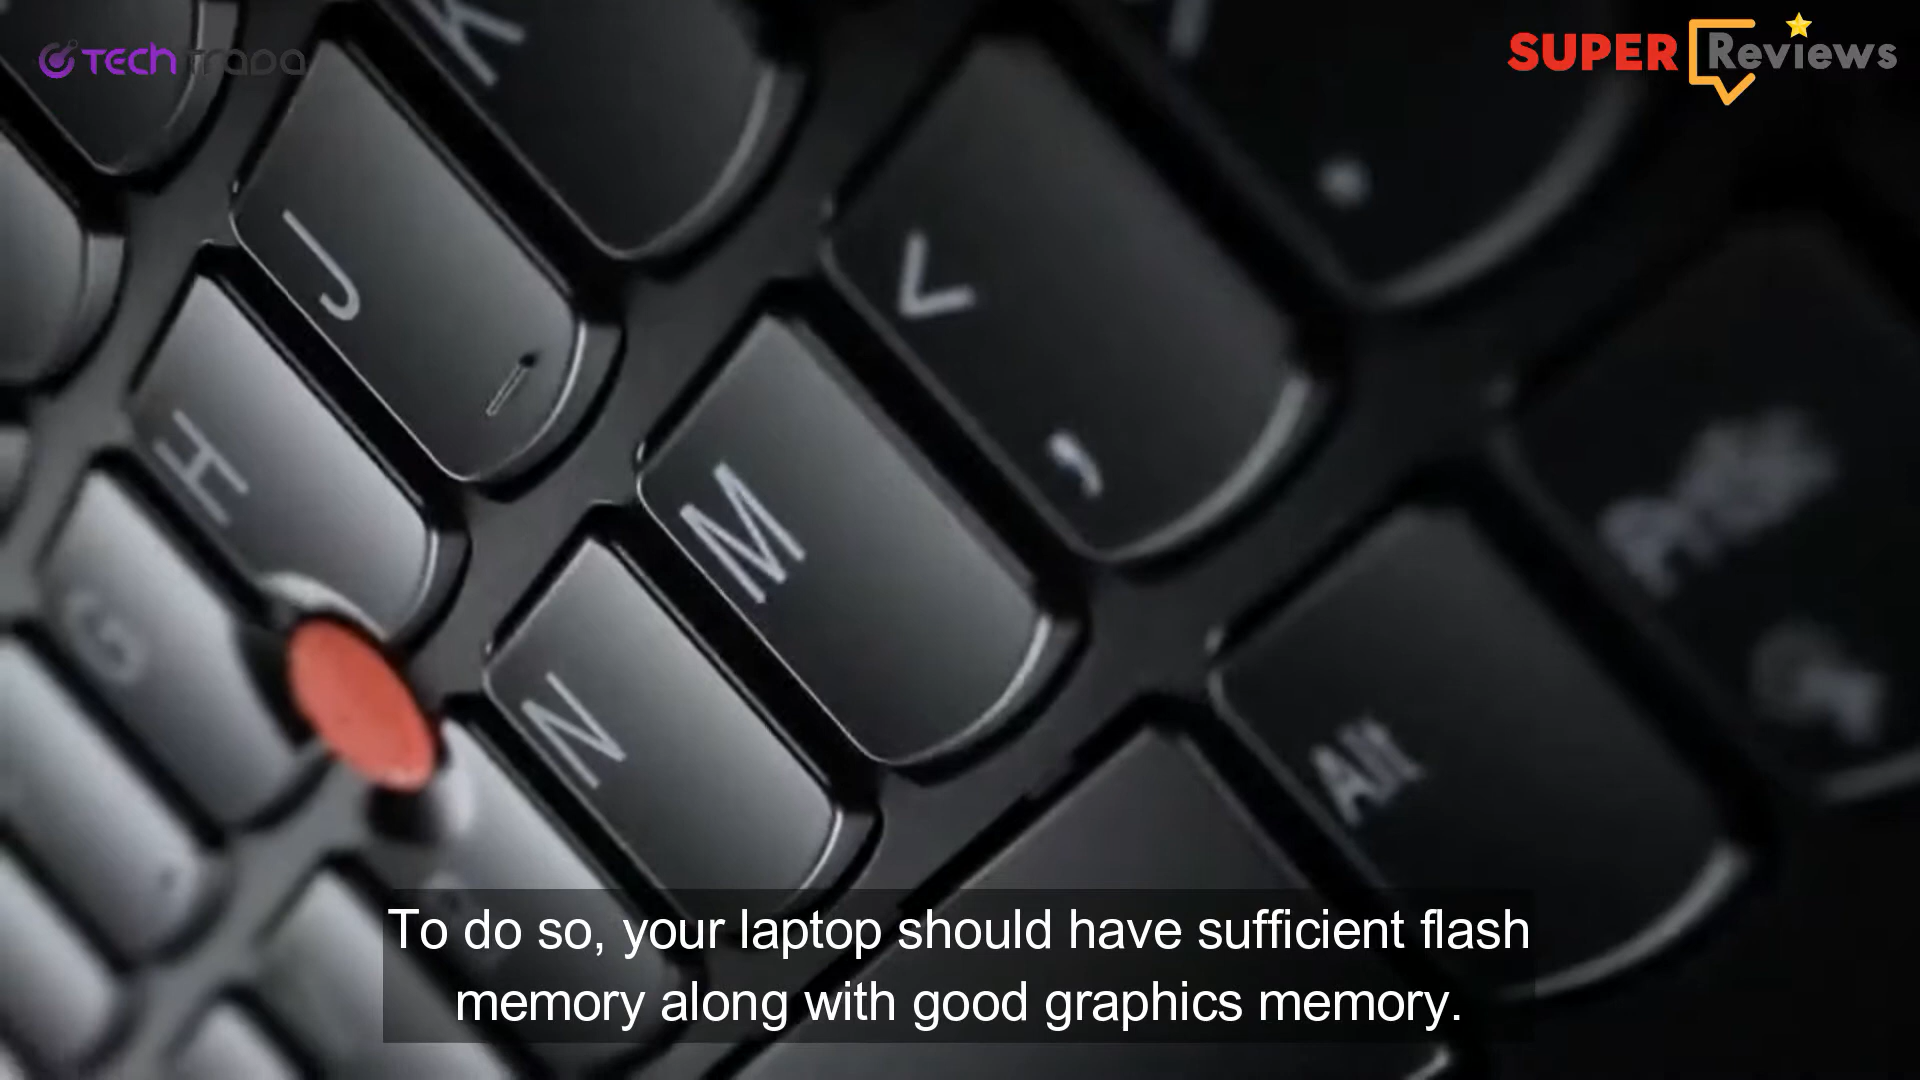 TECH TRADA
SUPER Reviews
K
J
<
,
.
H
M
G
N
B
Alt
To do so, your laptop should have sufficient flash
memory along with good graphics memory.